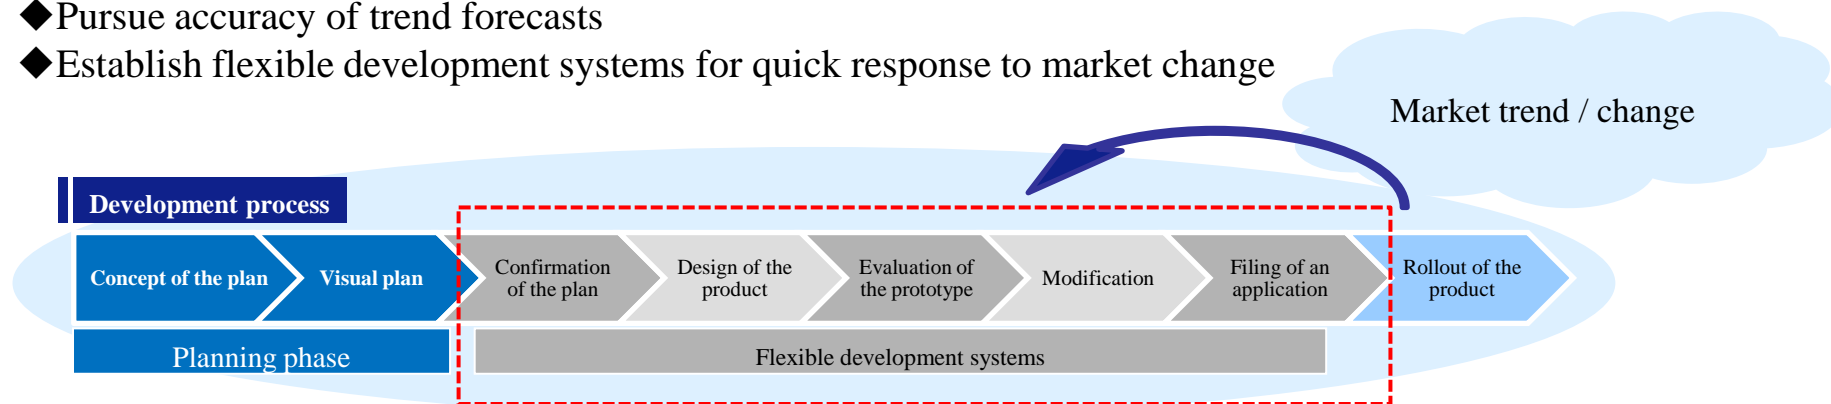 ◆Pursue accuracy of trend forecasts
◆Establish flexible development systems for quick response to market change
Market trend / change
Development process
Concept of the plan
Visual plan
Confirmation
of the plan
Design of the
product
Evaluation of
the prototype
Modification
Filing of an
application
Rollout of the
product
Planning phase
Flexible development systems